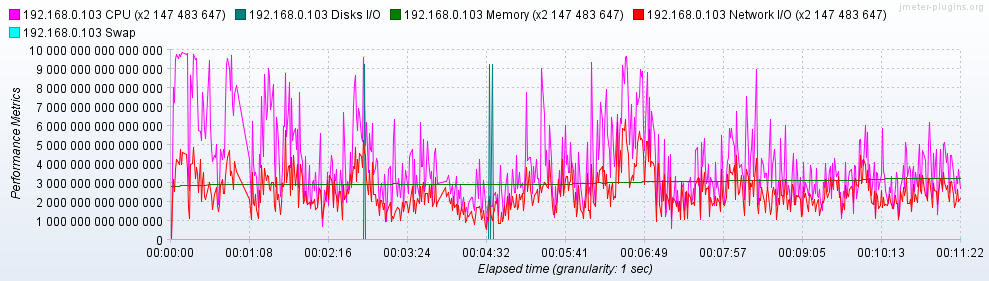 192.168.0.103 CPU (x2 147 483 647) 192.168.0.103 Disks I/O 192.168.0.103 Memory (x2 147 483 647) 192.168.0.103 Network I/O (x2 147 483 647) jmeter-plugins.org
192.168.0.103 Swap
10 000 000 000 000 000
9 000 000 000 000 000
8 000 000 000 000 000
7 000 000 000 000 000
6 000 000 000 000 000
5 000 000 000 000 000
4 000 000 000 000 000
3 000 000 000 000 000
2 000 000 000 000 000
1 000 000 000 000 000
0
Performance Metrics
00:00:00 00:01:08 00:02:16 00:03:24 00:04:32 00:05:41 00:06:49 00:07:57 00:09:05 00:10:13 00:11:22
Elapsed time (granularity: 1 sec)